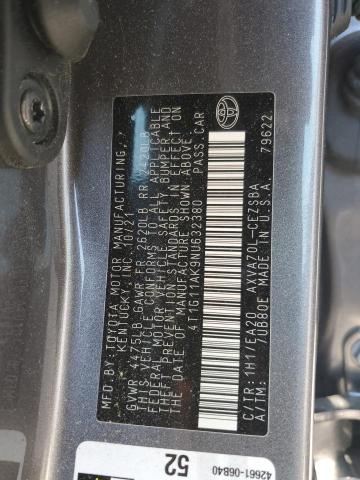 MFD. BY: TOYOTA MOTOR MANUFACTURING,
KENTUCKY, INC. 10/21
GVWR 4475LB GAWR FR 2620LB RR 2420LB
THIS VEHICLE CONFORMS TO ALL APPLICABLE
FEDERAL MOTOR VEHICLE SAFETY, BUMPER AND
THEFT PREVENTION STANDARDS IN EFFECT ON
THE DATE OF MANUFACTURE SHOWN ABOVE.
4T1G11AK9NU632380 PASS.CAR
C/TR: 1H1/EA20 AXVA70L-CEZSBA
A/TM: 70B80E MADE IN U.S.A.
79622
52
42661-06B40